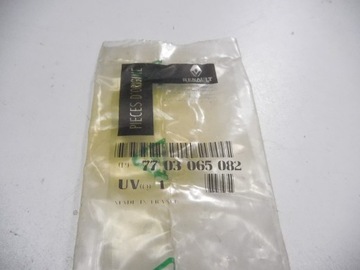 RENAULT
PIECES D'ORIGINE
77 03 065 082
UV
MADE IN FRANCE